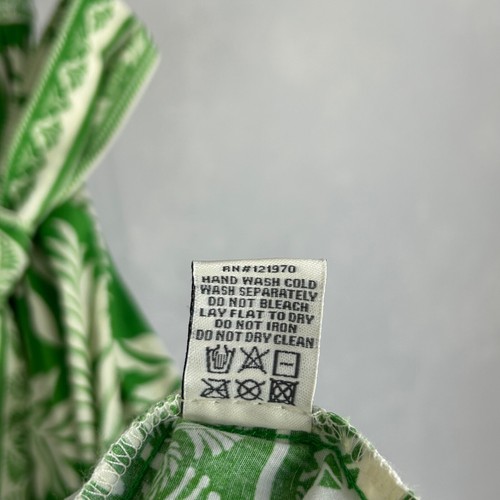 RN#121970
HAND WASH COLD
WASH SEPARATELY
DO NOT BLEACH
LAY FLAT TO DRY
DO NOT IRON
DO NOT DRY CLEAN